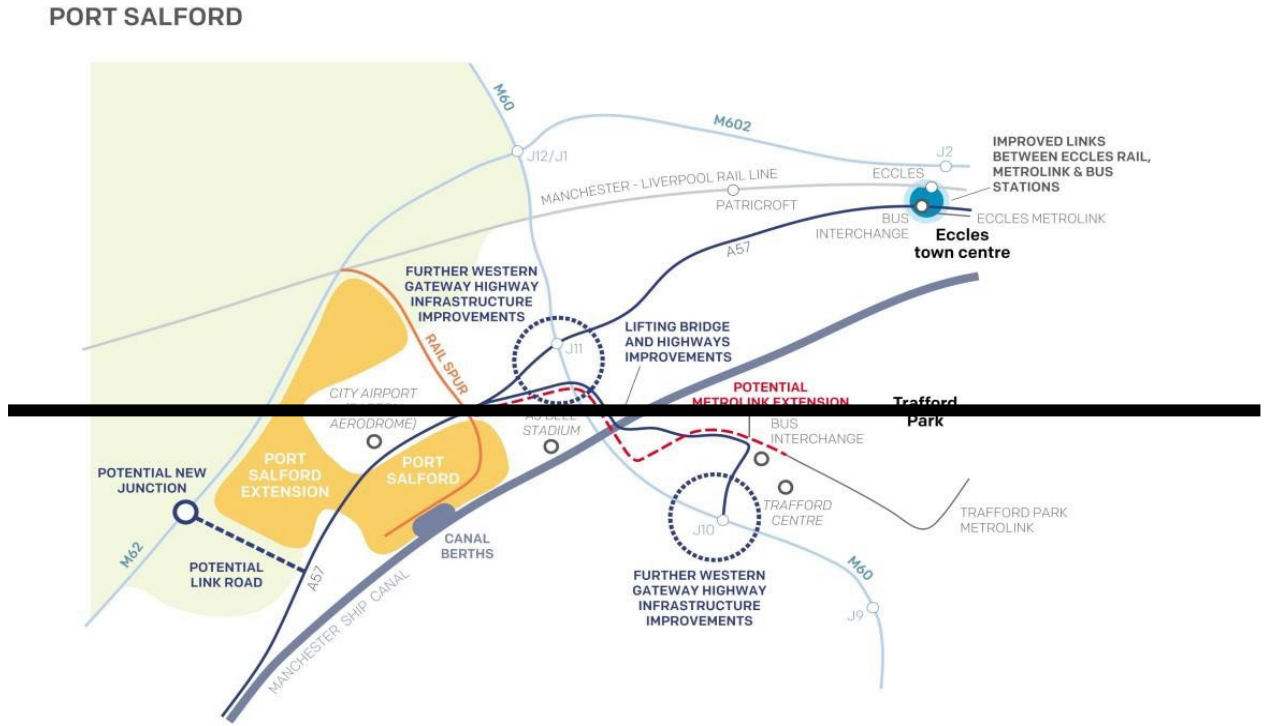 PORT SALFORD
M60
M602
J12/J1
J2
IMPROVED LINKS
BETWEEN ECCLES RAIL,
METROLINK & BUS
STATIONS
MANCHESTER - LIVERPOOL RAIL LINE
ECCLES
PATRICROFT
BUS
INTERCHANGE
ECCLES METROLINK
Eccles
town centre
A57
FURTHER WESTERN
GATEWAY HIGHWAY
INFRASTRUCTURE
IMPROVEMENTS
LIFTING BRIDGE
AND HIGHWAYS
IMPROVEMENTS
J11
RAIL SPUR
POTENTIAL
METROLINK EXTENSION
CITY AIRPORT
AERODROME)
STADIUM
Trafford
Park
BUS
INTERCHANGE
PORT
SALFORD
EXTENSION
PORT
SALFORD
POTENTIAL NEW
JUNCTION
TRAFFORD
CENTRE
TRAFFORD PARK
METROLINK
J10
CANAL
BERTHS
M62
POTENTIAL
LINK ROAD
A57
MANCHESTER SHIP CANAL
FURTHER WESTERN
GATEWAY HIGHWAY
INFRASTRUCTURE
IMPROVEMENTS
M60
J9